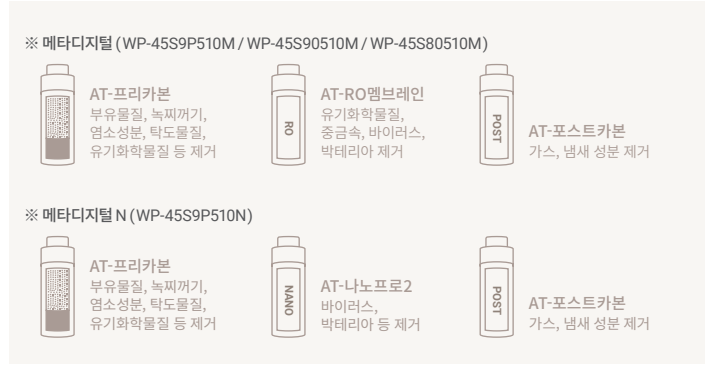 ※ 메타디지털 (WP-45S9P510M / WP-45S90510M / WP-45S80510M)
AT-프리카본
부유물질, 녹찌꺼기,
염소성분, 탁도물질,
유기화학물질 등 제거
RO
AT-RO멤브레인
유기화학물질,
중금속, 바이러스,
박테리아 제거
POST
AT-포스트카본
가스, 냄새 성분 제거
※ 메타디지털 N (WP-45S9P510N)
AT-프리카본
부유물질, 녹찌꺼기,
염소성분, 탁도물질,
유기화학물질 등 제거
NANO
AT-나노프로2
바이러스,
박테리아 등 제거
POST
AT-포스트카본
가스, 냄새 성분 제거